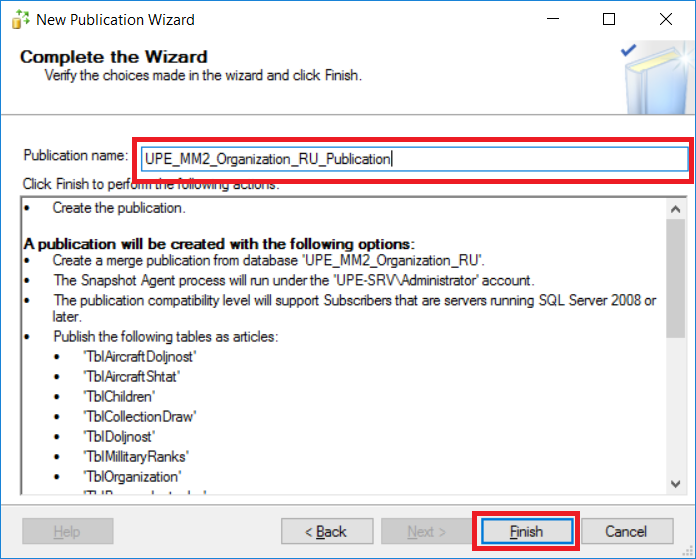 New Publication Wizard
Complete the Wizard
Verify the choices made in the wizard and click Finish.
Publication name: UPE_MM2_Organization_RU_Publication
Click Finish to perform the following actions:
• Create the publication.
A publication will be created with the following options:
• Create a merge publication from database 'UPE_MM2_Organization_RU'.
• The Snapshot Agent process will run under the 'UPE-SRV\Administrator' account.
• The publication compatibility level will support Subscribers that are servers running SQL Server 2008 or
later.
• Publish the following tables as articles:
• 'TblAircraftDoljnost'
• 'TblAircraftShtat'
• 'TblChildren'
• 'TblCollectionDraw'
• 'TblDoljnost'
• 'TblMilitaryRanks'
• 'TblOrganization'
Help < Back Next > Finish Cancel